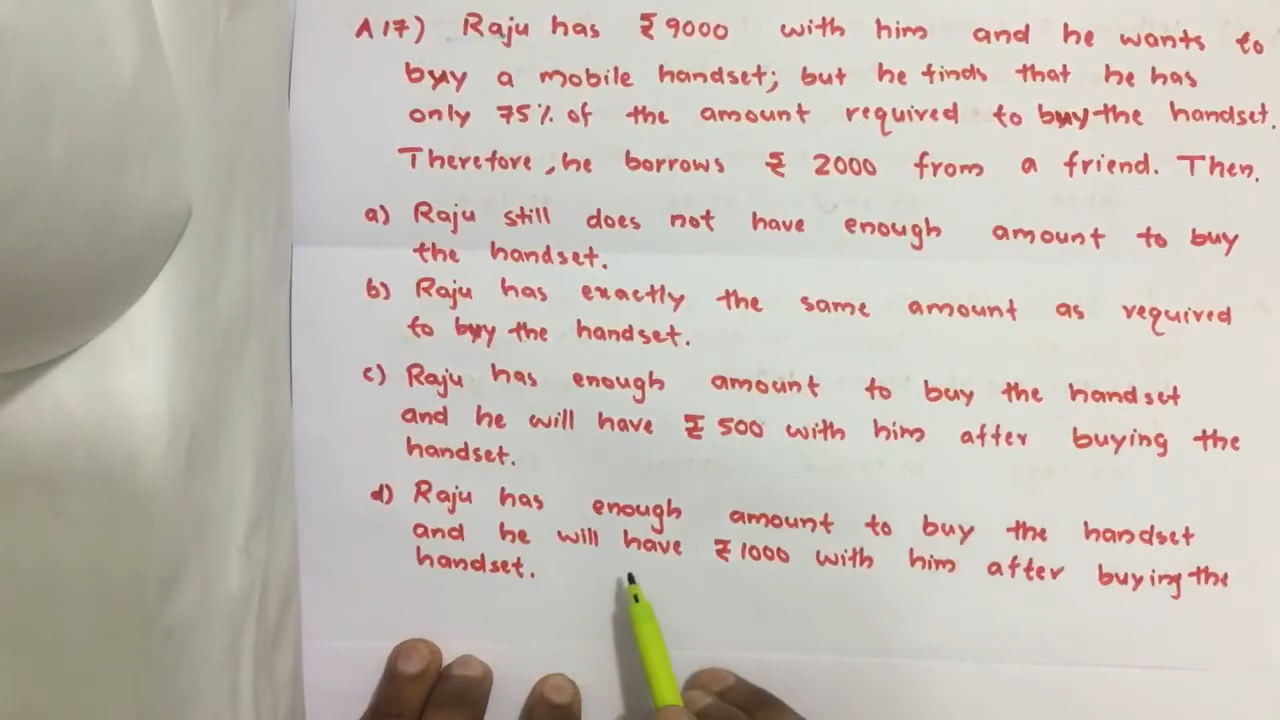 A17) Raju has ₹9000 with him and he wants to
buy a mobile handset; but he finds that he has
only 75% of the amount required to buy the handset.
Therefore, he borrows ₹ 2000 from a friend. Then,
a) Raju still does not have enough amount to buy
the handset.
b) Raju has exactly the same amount as required
to buy the handset.
c) Raju has enough amount to buy the handset
and he will have ₹ 500 with him after buying the
handset.
d) Raju has enough amount to buy the handset
and he will have ₹1000 with him after buying the
handset.